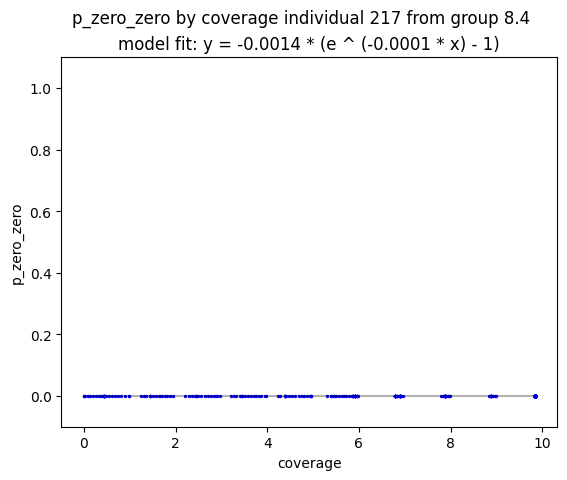 p_zero_zero by coverage individual 217 from group 8.4
model fit: y = -0.0014 * (e ^ (-0.0001 * x) - 1)
1.0
0.8
0.6
0.4
0.2
0.0
p_zero_zero
0 2 4 6 8 10
coverage